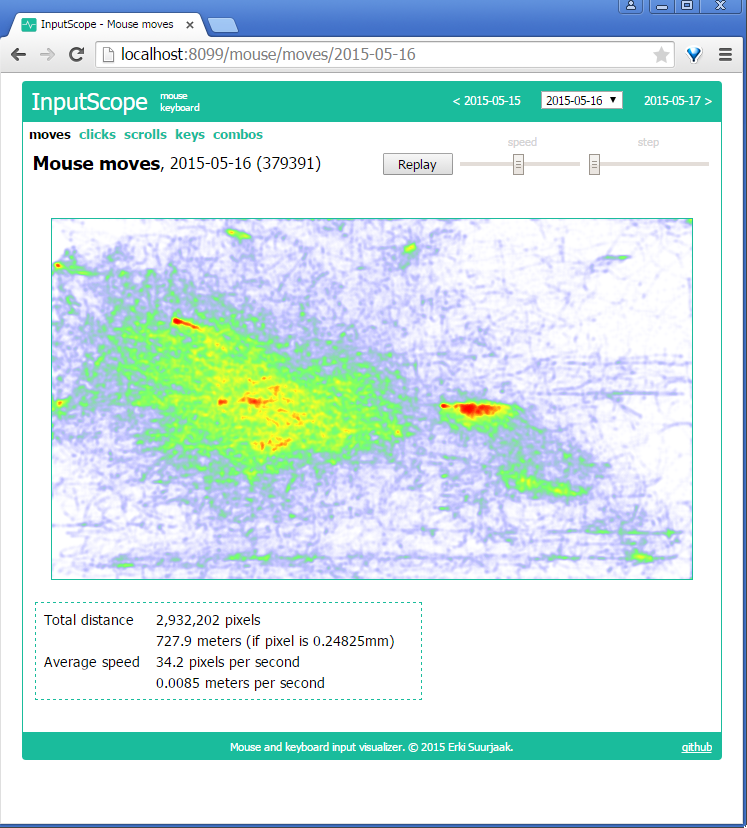 InputScope - Mouse moves
localhost:8099/mouse/moves/2015-05-16
InputScope
mouse
keyboard
< 2015-05-15
2015-05-16
2015-05-17 >
moves clicks scrolls keys combos
speed
step
Mouse moves, 2015-05-16 (379391)
Replay
Total distance 2,932,202 pixels
727.9 meters (if pixel is 0.24825mm)
Average speed 34.2 pixels per second
0.0085 meters per second
Mouse and keyboard input visualizer. © 2015 Erki Suurjaak.
github